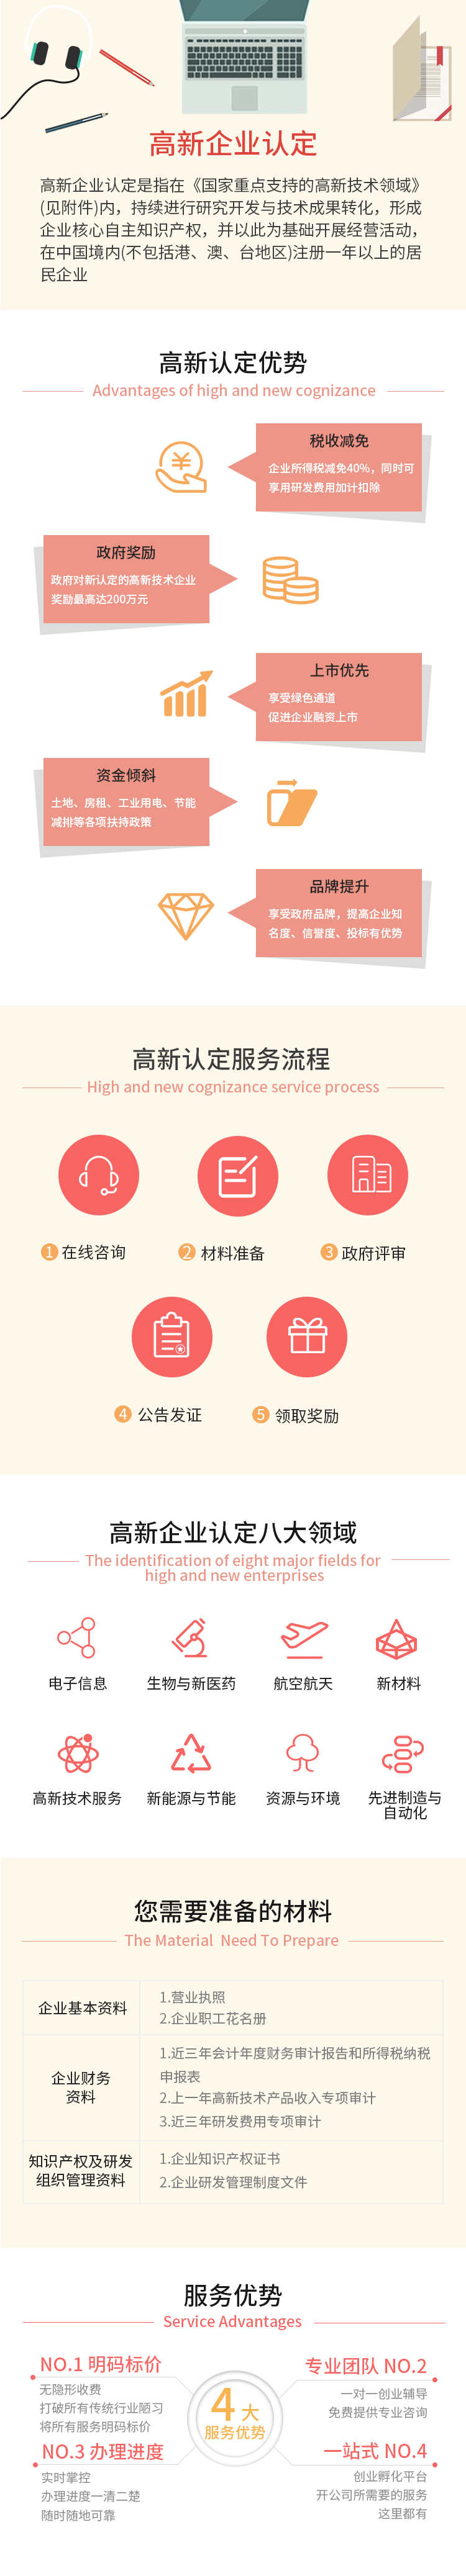 高新企业认定
高新企业认定是指在《国家重点支持的高新技术领域》
(见附件)内，持续进行研究开发与技术成果转化，形成
企业核心自主知识产权，并以此为基础开展经营活动，
在中国境内(不包括港、澳、台地区)注册一年以上的居
民企业
高新认定优势
Advantages of high and new cognizance
税收减免
企业所得税减免40%，同时可
享用研发费用加计扣除
政府奖励
政府对新认定的高新技术企业
奖励最高达200万元
上市优先
享受绿色通道
促进企业融资上市
资金倾斜
土地、房租、工业用电、节能
减排等各项扶持政策
品牌提升
享受政府品牌，提高企业知
名度、信誉度、投标有优势
高新认定服务流程
High and new cognizance service process
1 在线咨询
2 材料准备
3 政府评审
4 公告发证
5 领取奖励
高新企业认定八大领域
The identification of eight major fields for
high and new enterprises
电子信息
生物与新医药
航空航天
新材料
高新技术服务
新能源与节能
资源与环境
先进制造与
自动化
您需要准备的材料
The Material Need To Prepare
企业基本资料
1.营业执照
2.企业职工花名册
企业财务
资料
1.近三年会计年度财务审计报告和所得税纳税
申报表
2.上一年高新技术产品收入专项审计
3.近三年研发费用专项审计
知识产权及研发
组织管理资料
1.企业知识产权证书
2.企业研发管理制度文件
服务优势
Service Advantages
NO.1 明码标价
无隐形收费
打破所有传统行业陋习
将所有服务明码标价
专业团队 NO.2
一对一创业辅导
免费提供专业咨询
4大
服务优势
NO.3 办理进度
实时掌控
办理进度一清二楚
随时随地可靠
一站式 NO.4
创业孵化平台
开公司所需要的服务
这里都有